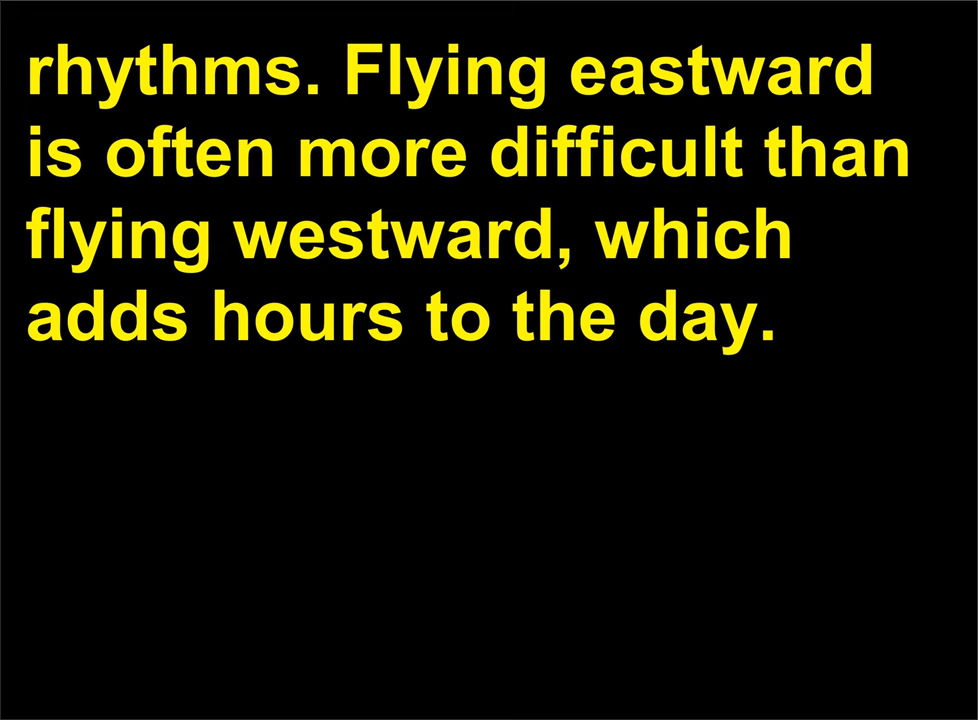 rhythms. Flying eastward
is often more difficult than
flying westward, which
adds hours to the day.